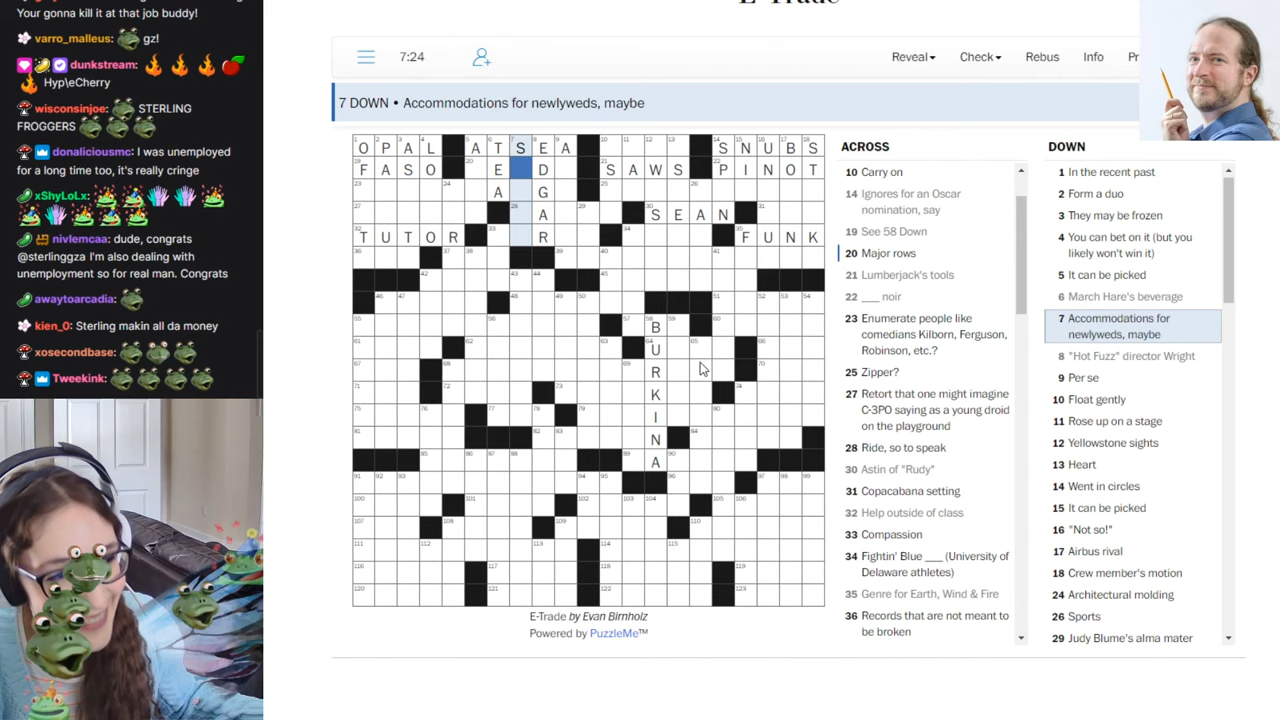 Your gonna kill it at that job buddy!
varro_malleus: gz!
dunkstream:
Hyp\eCherry
wisconsinjoe: STERLING
FROGGERS
donaliciousmc: I was unemployed
for a long time too, it's really cringe
xShyLoLx:
nivlemcaa: dude, congrats
@sterlingga I'm also dealing with
unemployment so for real man. Congrats
awaytoarcadia:
kien_0: Sterling makin all da money
xosecondbase:
Tweekink:
E-Trade
7:24
Reveal
Check
Rebus
Info
7 DOWN • Accommodations for newlyweds, maybe
OPAL ATSEA SNUBS
FASO E D SAWS PINOT
A G
A SEAN
TUTOR R FUNK
B
U
R
K
I
N
A
E-Trade by Evan Birnholz
Powered by PuzzleMe™
ACROSS
10 Carry on
14 Ignores for an Oscar
nomination, say
19 See 58 Down
20 Major rows
21 Lumberjack's tools
22 ___ noir
23 Enumerate people like
comedians Kilborn, Ferguson,
Robinson, etc.?
25 Zipper?
27 Retort that one might imagine
C-3PO saying as a young droid
on the playground
28 Ride, so to speak
30 Astin of "Rudy"
31 Copacabana setting
32 Help outside of class
33 Compassion
34 Fightin' Blue ___ (University of
Delaware athletes)
35 Genre for Earth, Wind & Fire
36 Records that are not meant to
be broken
DOWN
1 In the recent past
2 Form a duo
3 They may be frozen
4 You can bet on it (but you
likely won't win it)
5 It can be picked
6 March Hare's beverage
7 Accommodations for
newlyweds, maybe
8 "Hot Fuzz" director Wright
9 Per se
10 Float gently
11 Rose up on a stage
12 Yellowstone sights
13 Heart
14 Went in circles
15 It can be picked
16 "Not so!"
17 Airbus rival
18 Crew member's motion
24 Architectural molding
26 Sports
29 Judy Blume's alma mater